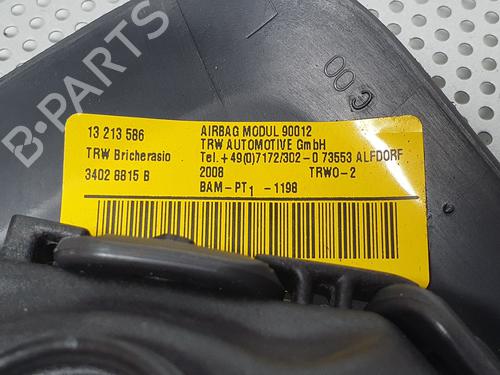 B-PARTS
13 213 586
TRW Bricherasio
3402 8815 B
AIRBAG MODUL 90012
TRW AUTOMOTIVE GmbH
Tel. + 49(0)7172/302-0 73553 ALFDORF
2008 TRWO-2
BAM-PT1 -1198